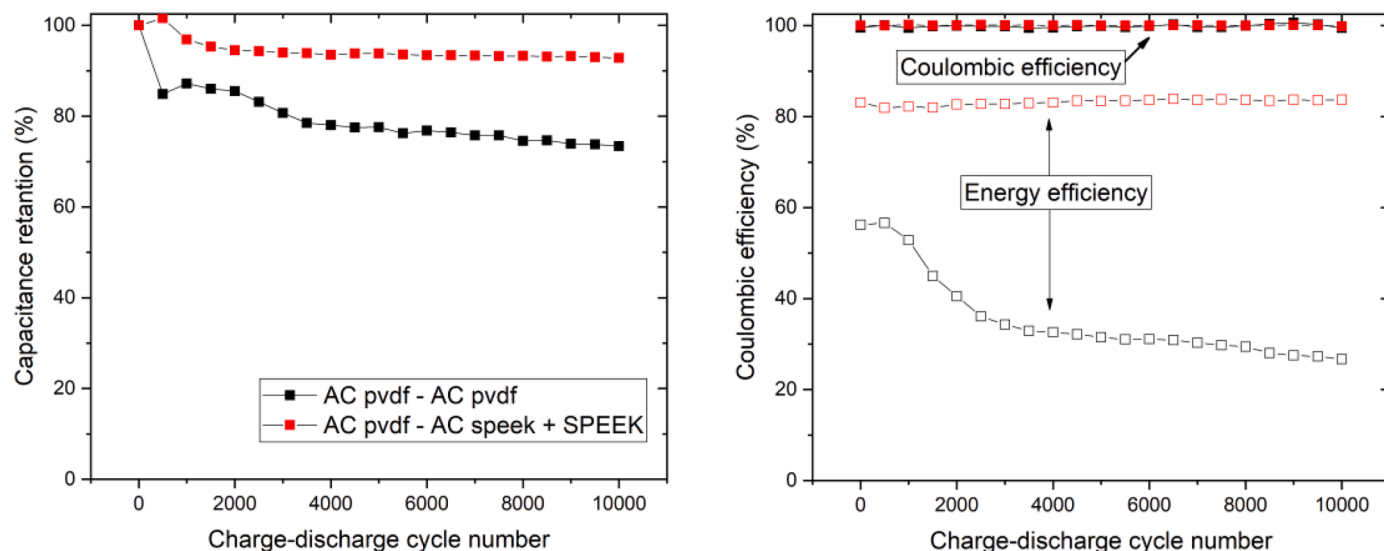 Capacitance retantion (%)
100
80
60
40
20
0
AC pvdf - AC pvdf
AC pvdf - AC speek + SPEEK
0 2000 4000 6000 8000 10000
Charge-discharge cycle number
Coulombic efficiency (%)
100
80
60
40
20
0
Coulombic efficiency
Energy efficiency
0 2000 4000 6000 8000 10000
Charge-discharge cycle number